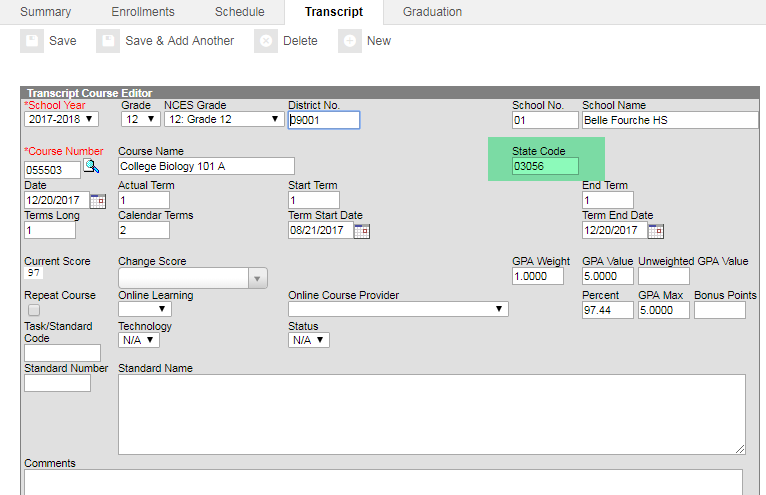 Summary Enrollments Schedule Transcript Graduation
Save Save & Add Another Delete New
Transcript Course Editor
*School Year Grade NCES Grade District No. School No. School Name
2017-2018 12 12: Grade 12 09001 01 Belle Fourche HS
*Course Number Course Name State Code
055503 College Biology 101 A 03056
Date Actual Term Start Term End Term
12/20/2017 1 1 1
Terms Long Calendar Terms Term Start Date Term End Date
1 2 08/21/2017 12/20/2017
Current Score Change Score GPA Weight GPA Value Unweighted GPA Value
97 1.0000 5.0000
Repeat Course Online Learning Online Course Provider Percent GPA Max Bonus Points
97.44 5.0000
Task/Standard Technology Status
Code N/A N/A
Standard Number Standard Name
Comments